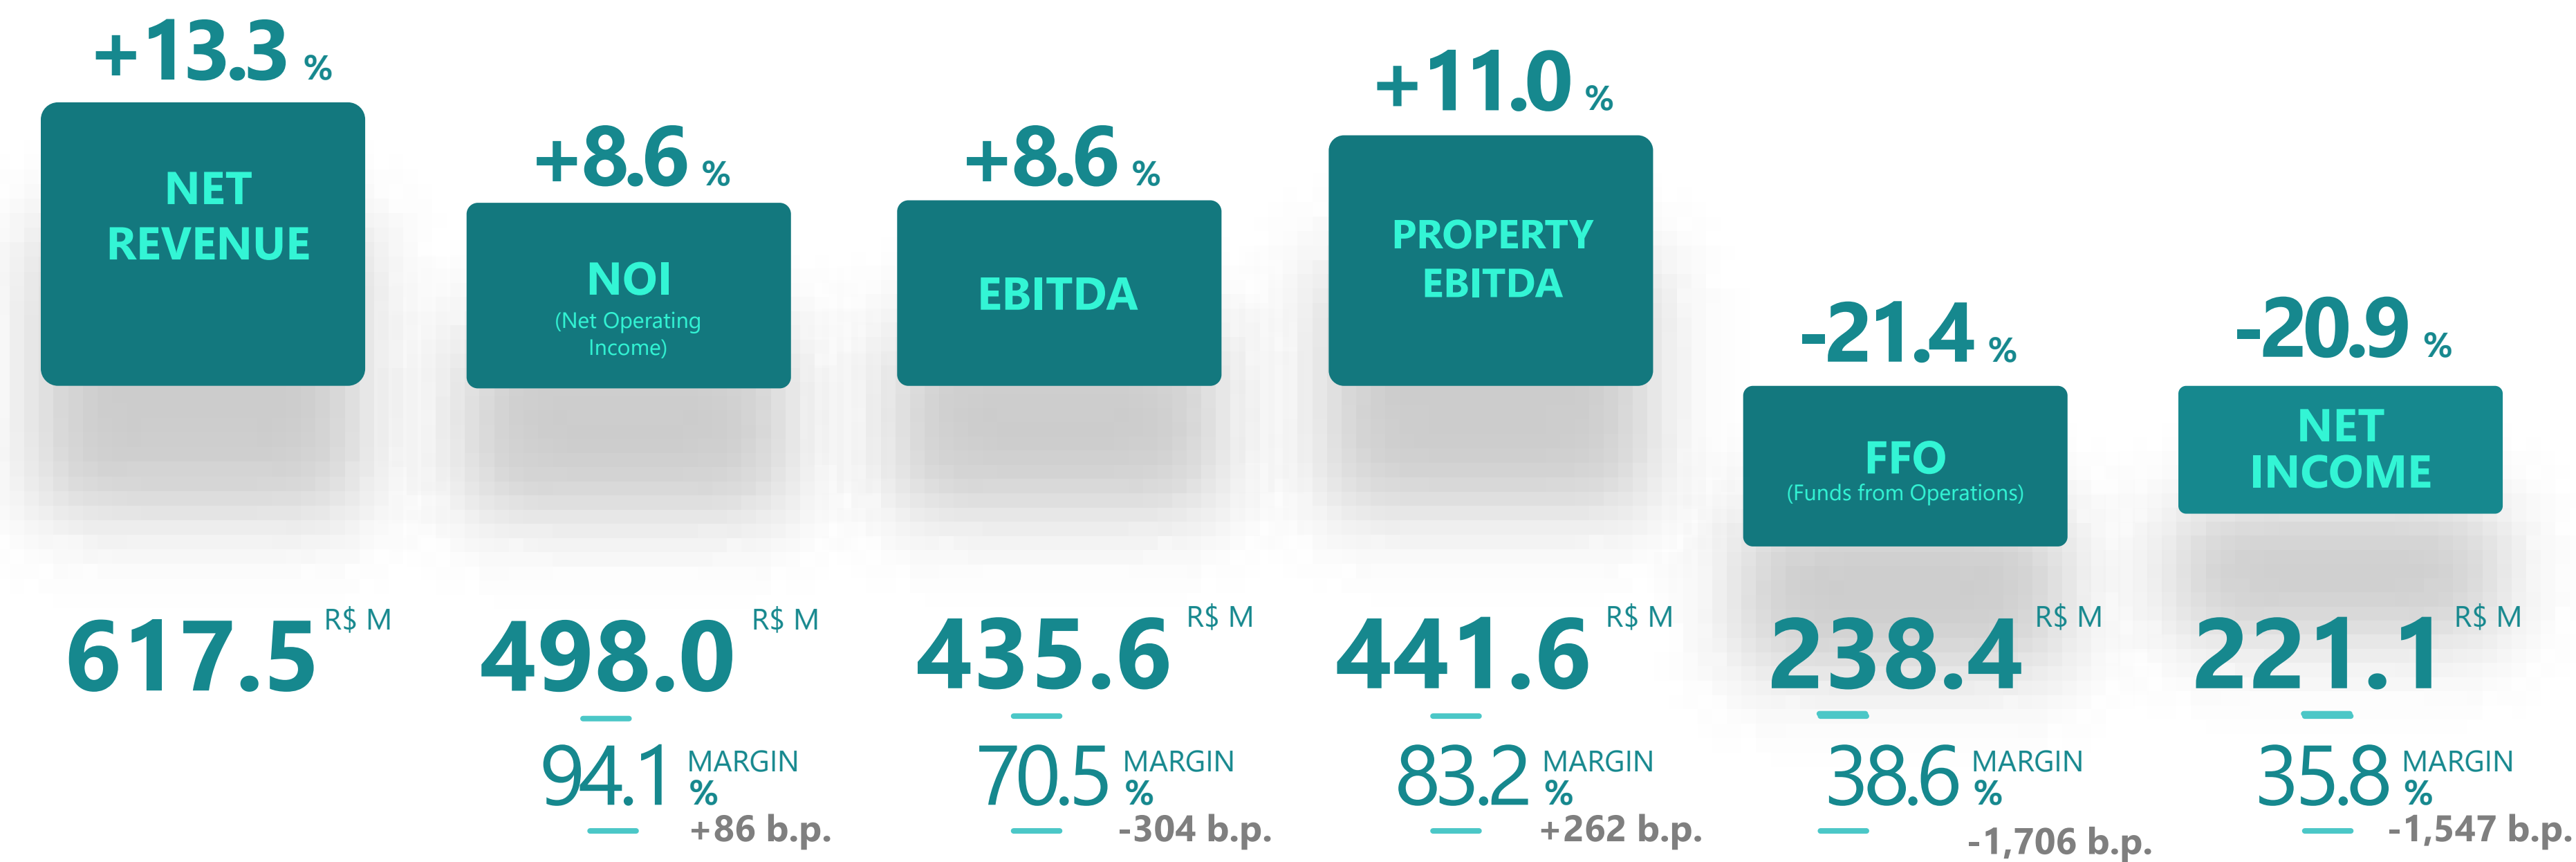 +13.3 %
NET
REVENUE
617.5 R$ M
+8.6 %
NOI
(Net Operating
Income)
498.0 R$ M
94.1 MARGIN
%
+86 b.p.
+8.6 %
EBITDA
435.6 R$ M
70.5 MARGIN
%
-304 b.p.
+11.0 %
PROPERTY
EBITDA
441.6 R$ M
83.2 MARGIN
%
+262 b.p.
-21.4 %
FFO
(Funds from Operations)
238.4 R$ M
38.6 MARGIN
%
-1,706 b.p.
-20.9 %
NET
INCOME
221.1 R$ M
35.8 MARGIN
%
-1,547 b.p.